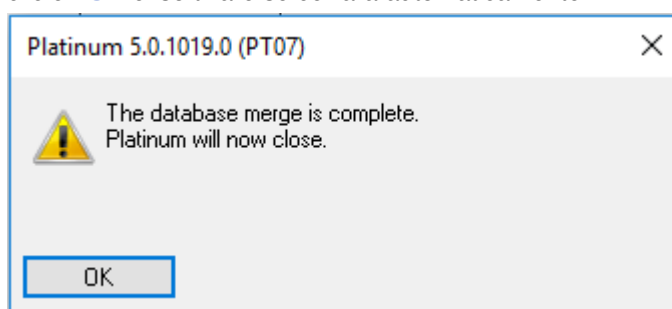 Platinum 5.0.1019.0 (PT07)
The database merge is complete.
Platinum will now close.
OK